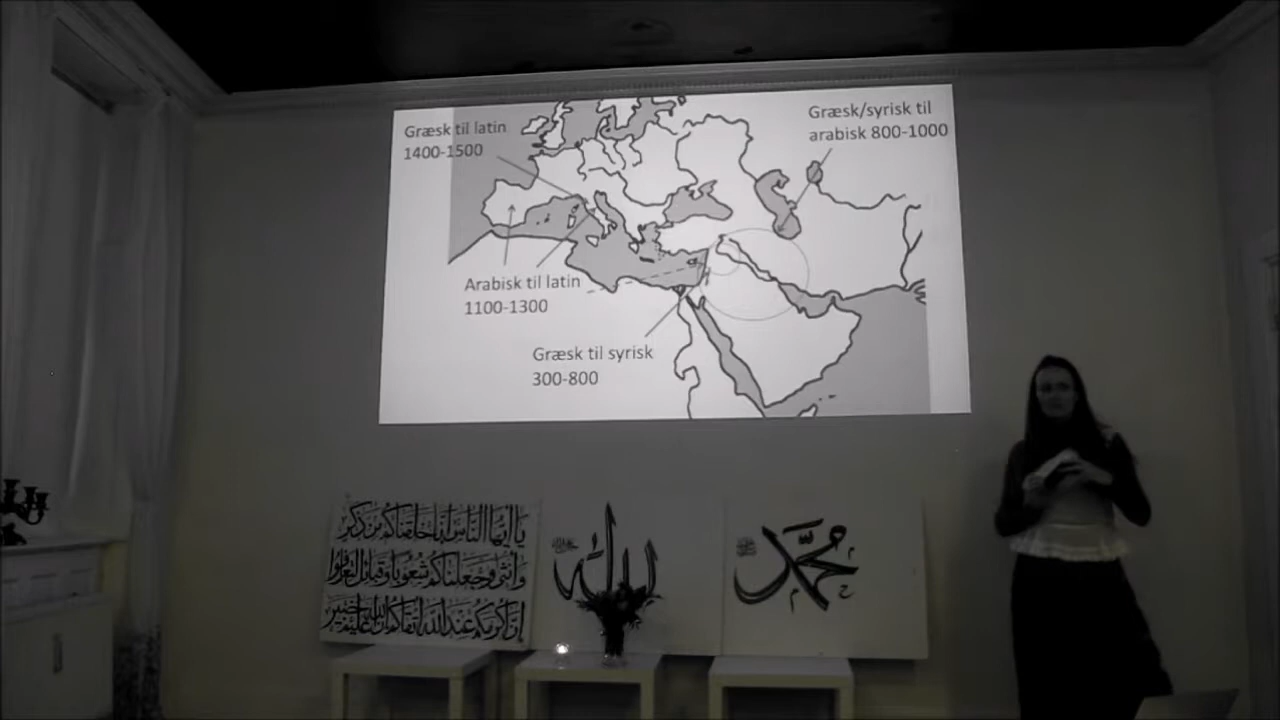 Græsk til latin
1400-1500
Græsk/syrisk til
arabisk 800-1000
Arabisk til latin
1100-1300
Græsk til syrisk
300-800
يا أيها الناس إنا خلقناكم من ذكر
وأنثى وجعلناكم شعوبا وقبائل لتعارفوا
إن أكرمكم عند الله أتقاكم إن الله عليم خبير
الله
محمد